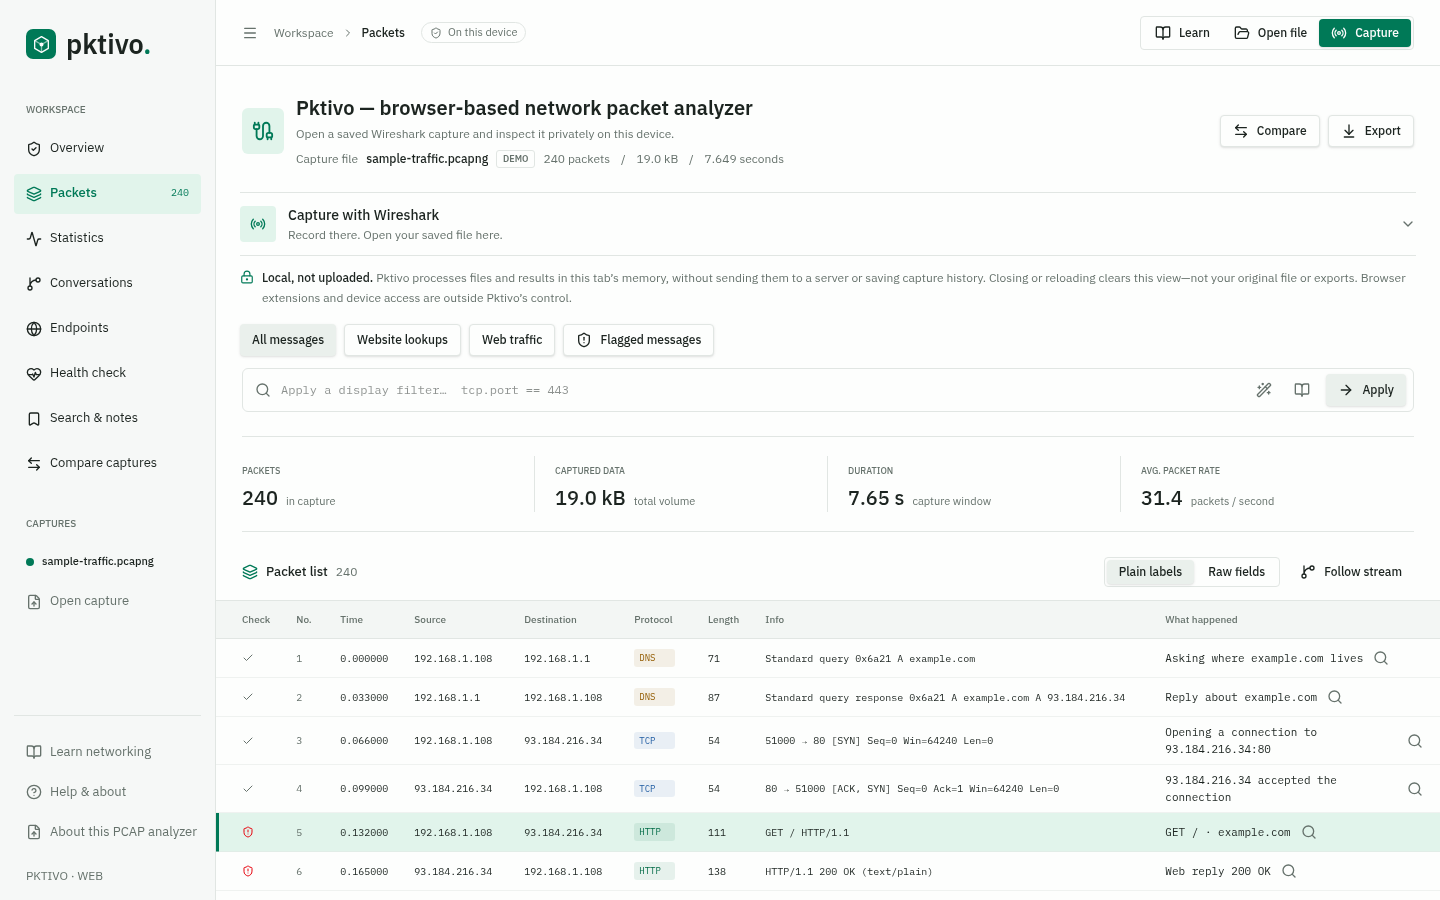 pktivo.
Workspace > Packets
On this device
Learn
Open file
Capture
WORKSPACE
Overview
Packets 240
Statistics
Conversations
Endpoints
Health check
Search & notes
Compare captures
CAPTURES
sample-traffic.pcapng
Open capture
Learn networking
Help & about
About this PCAP analyzer
PKTIVO · WEB
Pktivo — browser-based network packet analyzer
Open a saved Wireshark capture and inspect it privately on this device.
Capture file sample-traffic.pcapng DEMO 240 packets / 19.0 kB / 7.649 seconds
Compare
Export
Capture with Wireshark
Record there. Open your saved file here.
Local, not uploaded. Pktivo processes files and results in this tab’s memory, without sending them to a server or saving capture history. Closing or reloading clears this view—not your original file or exports. Browser
extensions and device access are outside Pktivo’s control.
All messages
Website lookups
Web traffic
Flagged messages
Apply a display filter… tcp.port == 443
Apply
PACKETS
240 in capture
CAPTURED DATA
19.0 kB total volume
DURATION
7.65 s capture window
AVG. PACKET RATE
31.4 packets / second
Packet list 240
Plain labels
Raw fields
Follow stream
Check No. Time Source Destination Protocol Length Info What happened
1 0.000000 192.168.1.108 192.168.1.1 DNS 71 Standard query 0x6a21 A example.com Asking where example.com lives
2 0.033000 192.168.1.1 192.168.1.108 DNS 87 Standard query response 0x6a21 A example.com A 93.184.216.34 Reply about example.com
3 0.066000 192.168.1.108 93.184.216.34 TCP 54 51000 → 80 [SYN] Seq=0 Win=64240 Len=0 Opening a connection to
93.184.216.34:80
4 0.099000 93.184.216.34 192.168.1.108 TCP 54 80 → 51000 [ACK, SYN] Seq=0 Ack=1 Win=64240 Len=0 93.184.216.34 accepted the
connection
5 0.132000 192.168.1.108 93.184.216.34 HTTP 111 GET / HTTP/1.1 GET / · example.com
6 0.165000 93.184.216.34 192.168.1.108 HTTP 138 HTTP/1.1 200 OK (text/plain) Web reply 200 OK